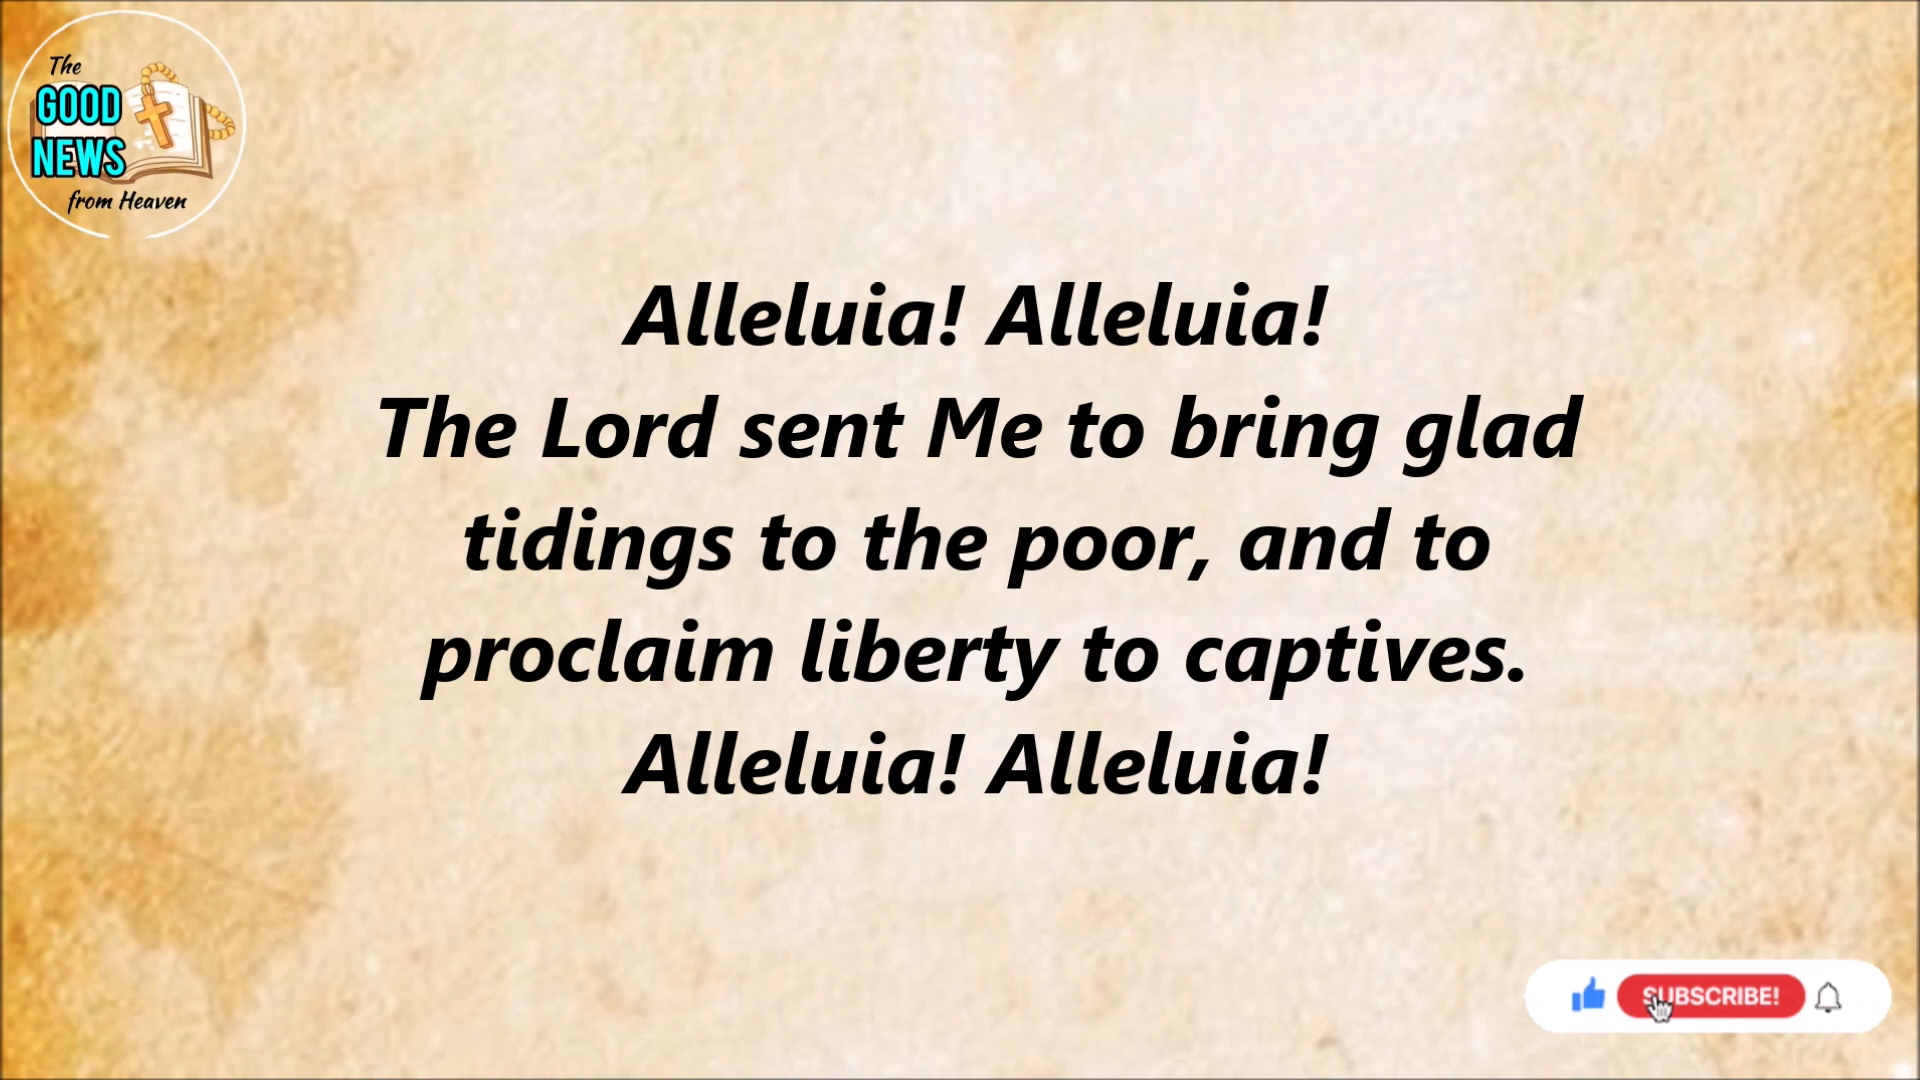 The
GOOD
NEWS
from Heaven
Alleluia! Alleluia!
The Lord sent Me to bring glad
tidings to the poor, and to
proclaim liberty to captives.
Alleluia! Alleluia!
SUBSCRIBE!